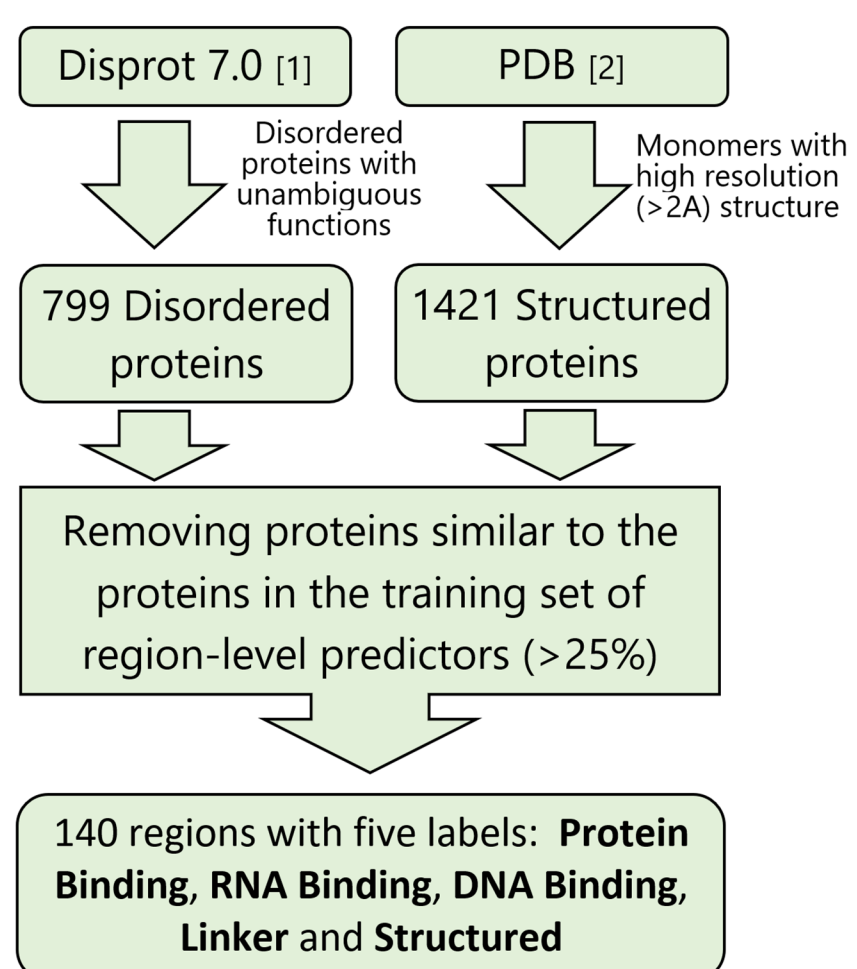 Disprot 7.0 [1]
PDB [2]
Disordered
proteins with
unambiguous
functions
Monomers with
high resolution
(>2A) structure
799 Disordered
proteins
1421 Structured
proteins
Removing proteins similar to the
proteins in the training set of
region-level predictors (>25%)
140 regions with five labels: Protein
Binding, RNA Binding, DNA Binding,
Linker and Structured